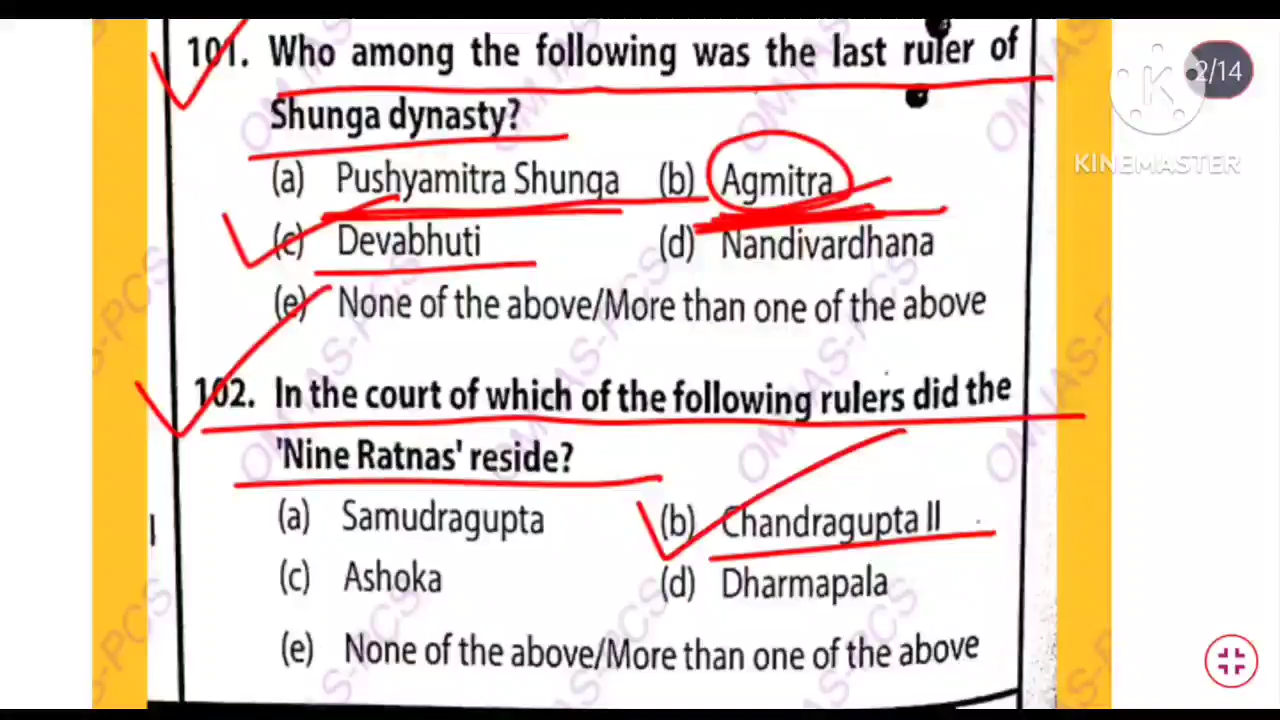 2/14
KINEMASTER
101. Who among the following was the last ruler of
Shunga dynasty?
(a) Pushyamitra Shunga (b) Agmitra
(c) Devabhuti (d) Nandivardhana
(e) None of the above/More than one of the above
102. In the court of which of the following rulers did the
'Nine Ratnas' reside?
(a) Samudragupta (b) Chandragupta II
(c) Ashoka (d) Dharmapala
(e) None of the above/More than one of the above